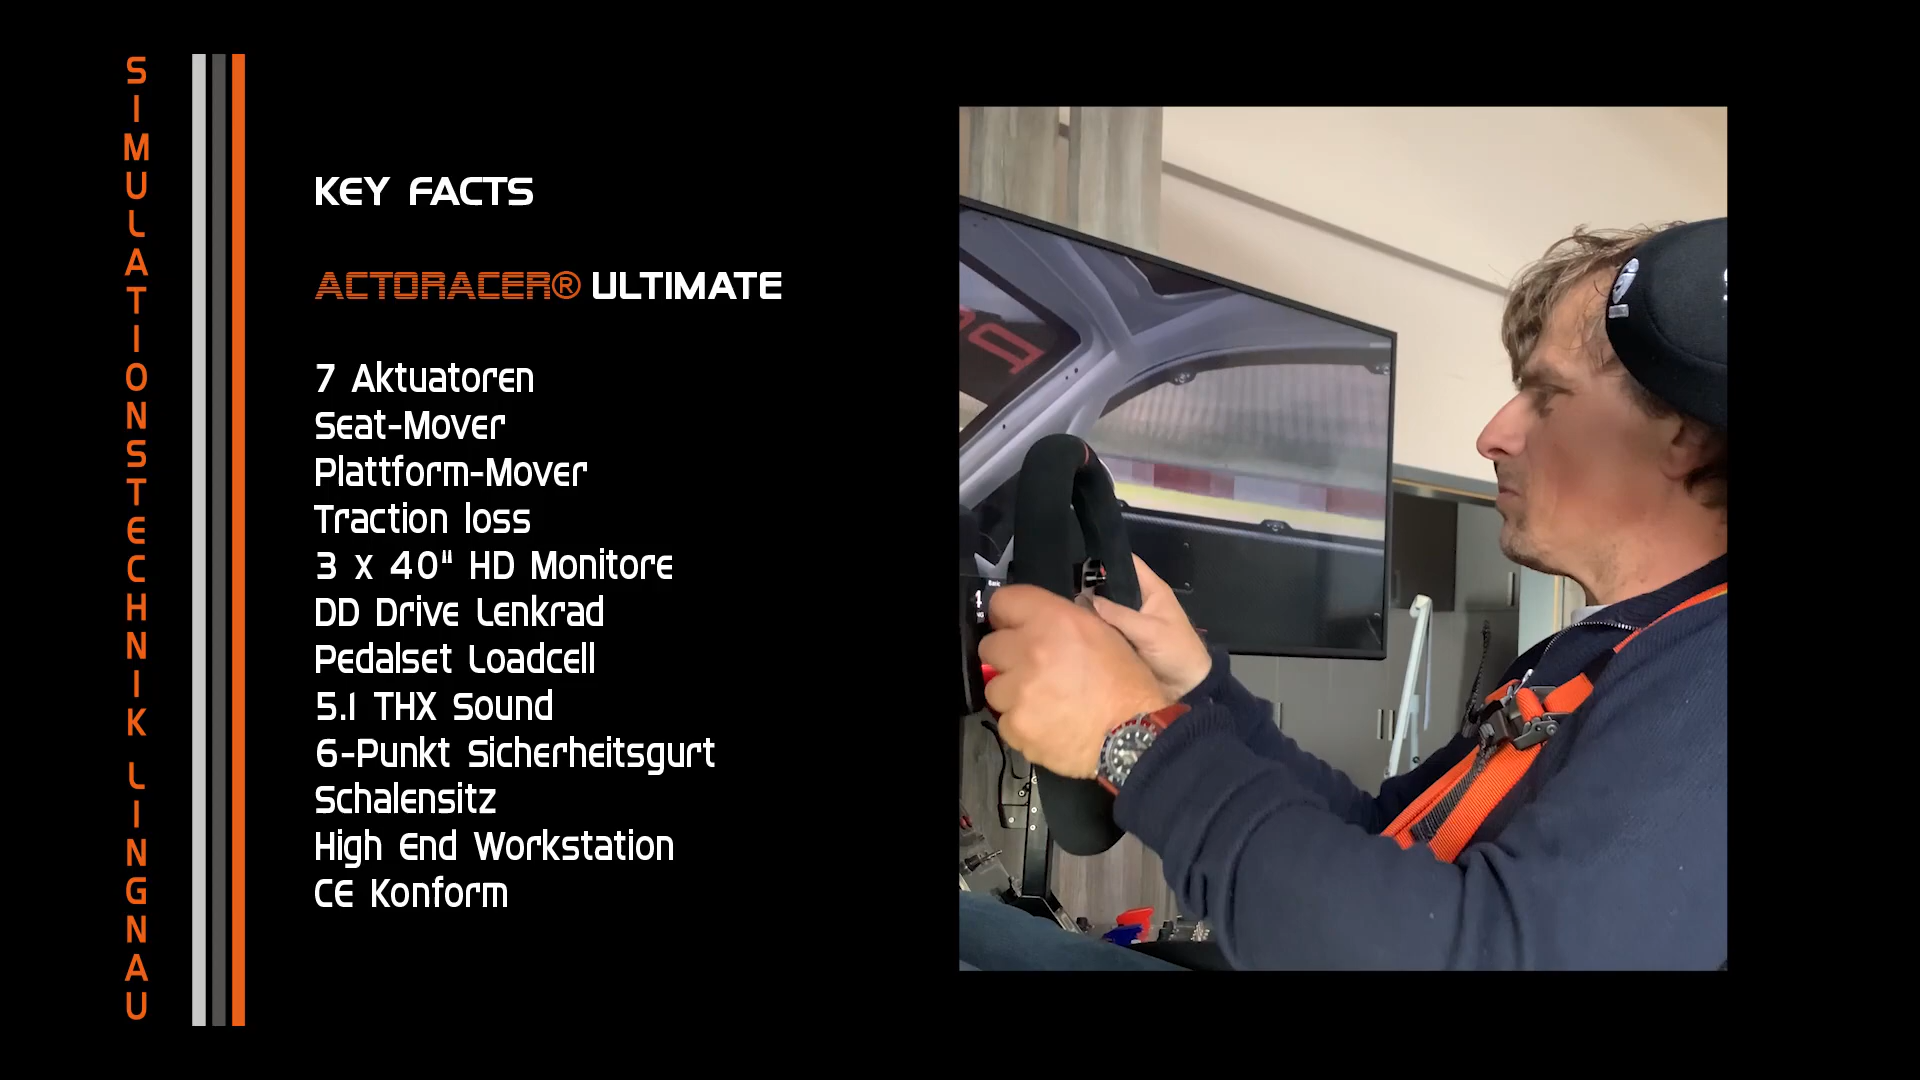 SIMULATIONSTECHNIK LINGNAU
KEY FACTS
ACTORACER® ULTIMATE
7 Aktuatoren
Seat-Mover
Plattform-Mover
Traction loss
3 x 40" HD Monitore
DD Drive Lenkrad
Pedalset Loadcell
5.1 THX Sound
6-Punkt Sicherheitsgurt
Schalensitz
High End Workstation
CE Konform